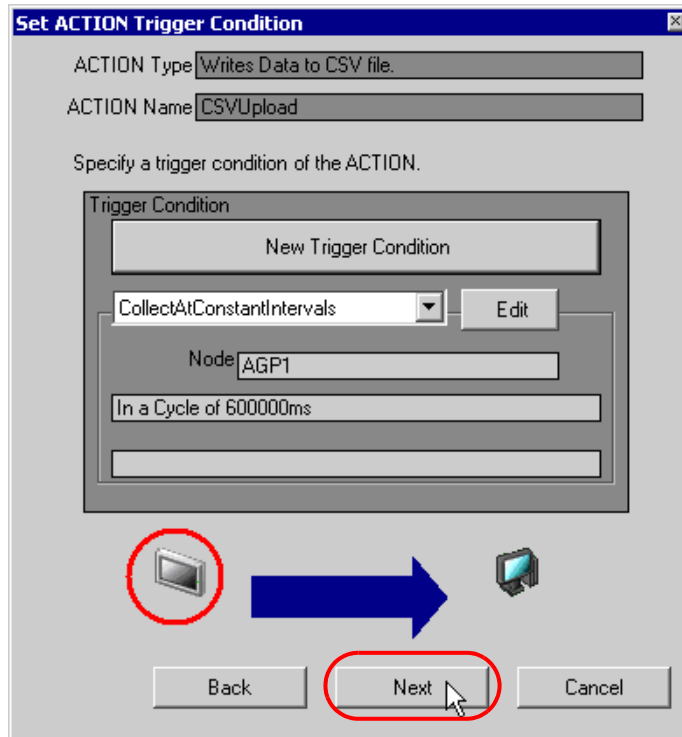 Set ACTION Trigger Condition
ACTION Type Writes Data to CSV file.
ACTION Name CSVUpload
Specify a trigger condition of the ACTION.
Trigger Condition
New Trigger Condition
CollectAtConstantIntervals Edit
Node AGP1
In a Cycle of 600000ms
Back Next Cancel